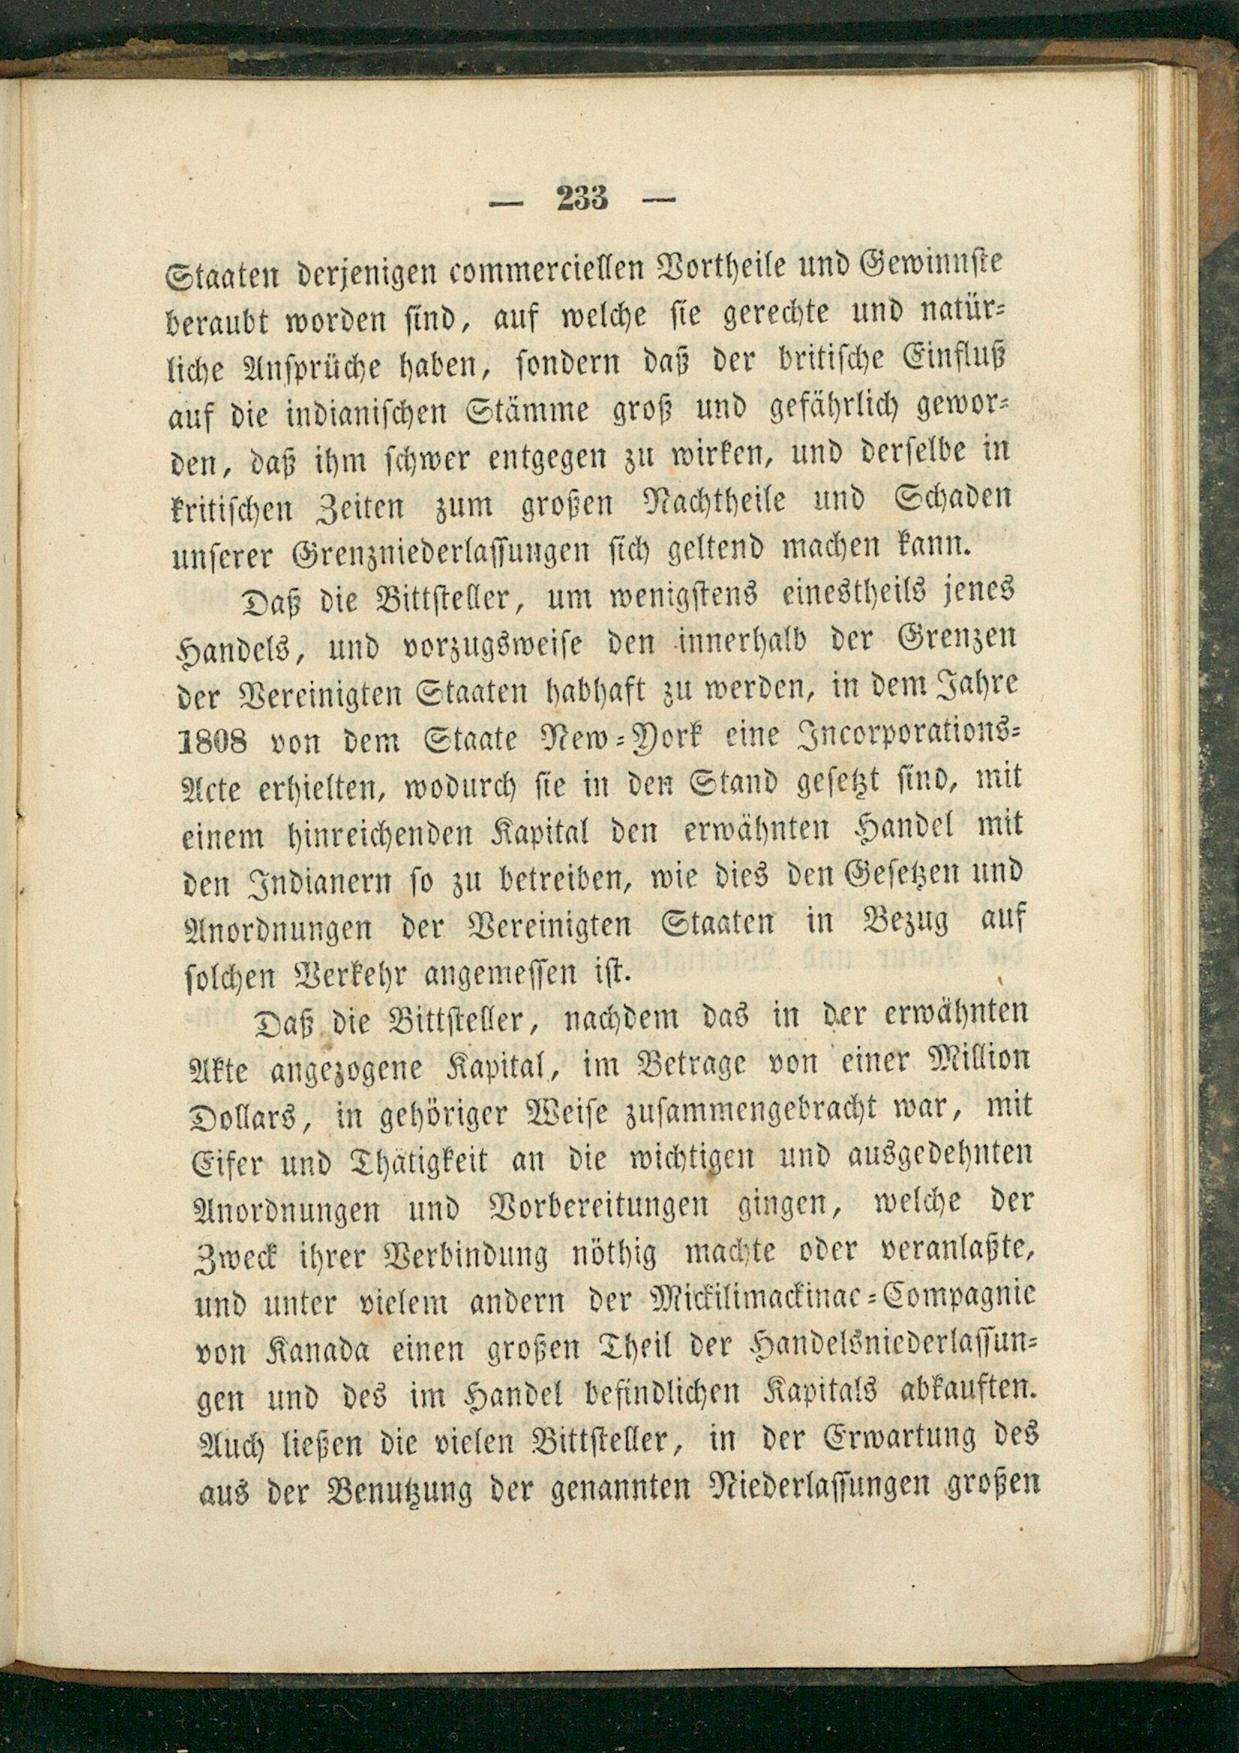 — 233 —
Staaten derjenigen commerciellen Vortheile und Gewinnste
beraubt worden sind, auf welche sie gerechte und natür-
liche Ansprüche haben, sondern daß der britische Einfluß
auf die indianischen Stämme groß und gefährlich gewor-
den, daß ihm schwer entgegen zu wirken, und derselbe in
kritischen Zeiten zum großen Nachtheile und Schaden
unserer Grenzniederlassungen sich geltend machen kann.
Daß die Bittsteller, um wenigstens einestheils jenes
Handels, und vorzugsweise den innerhalb der Grenzen
der Vereinigten Staaten habhaft zu werden, in dem Jahre
1808 von dem Staate New-York eine Incorporations-
Acte erhielten, wodurch sie in den Stand gesetzt sind, mit
einem hinreichenden Kapital den erwähnten Handel mit
den Indianern so zu betreiben, wie dies den Gesetzen und
Anordnungen der Vereinigten Staaten in Bezug auf
solchen Verkehr angemessen ist.
Daß die Bittsteller, nachdem das in der erwähnten
Akte angezogene Kapital, im Betrage von einer Million
Dollars, in gehöriger Weise zusammengebracht war, mit
Eifer und Thätigkeit an die wichtigen und ausgedehnten
Anordnungen und Vorbereitungen gingen, welche der
Zweck ihrer Verbindung nöthig machte oder veranlaßte,
und unter vielem andern der Mickilimackinac-Compagnie
von Kanada einen großen Theil der Handelsniederlassun-
gen und des im Handel befindlichen Kapitals abkauften.
Auch ließen die vielen Bittsteller, in der Erwartung des
aus der Benutzung der genannten Niederlassungen großen